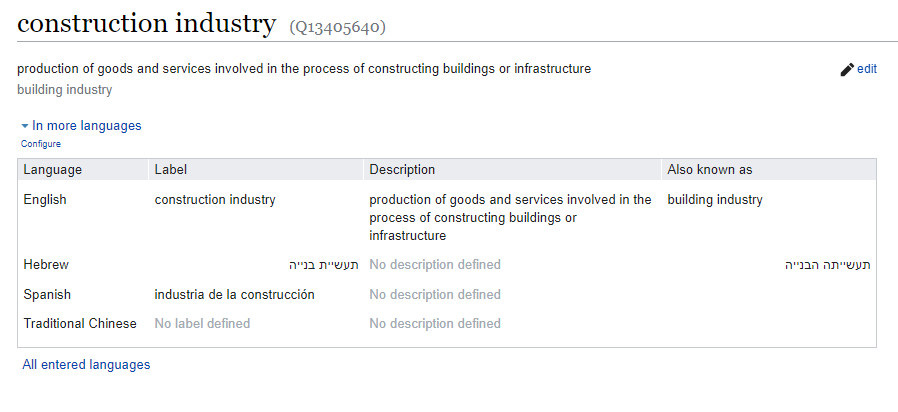 construction industry (Q13405640)
production of goods and services involved in the process of constructing buildings or infrastructure
edit
building industry
In more languages
Configure
Language Label Description Also known as
English construction industry production of goods and services involved in the building industry
process of constructing buildings or
infrastructure
Hebrew תעשיית בנייה No description defined תעשייתה הבנייה
Spanish industria de la construcción No description defined
Traditional Chinese No label defined No description defined
All entered languages